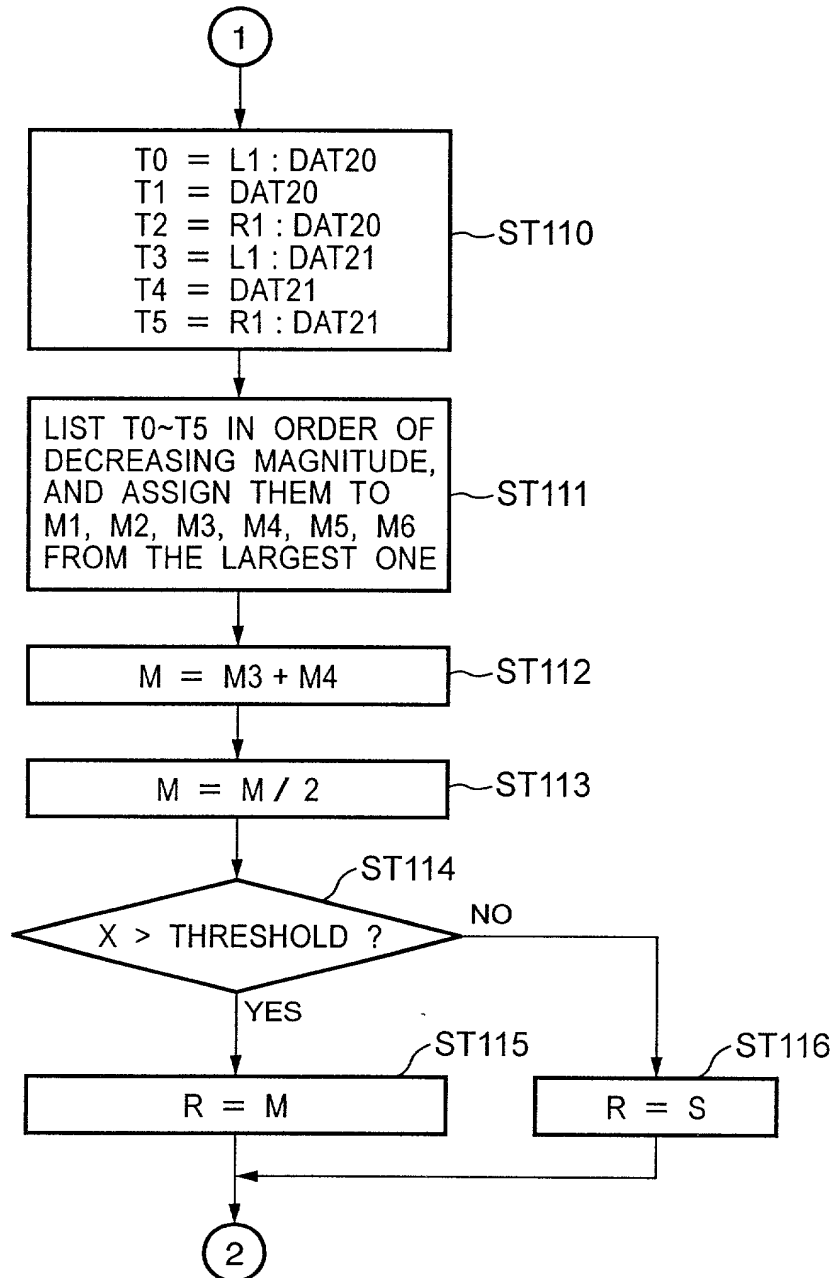 1
T0 = L1 : DAT20
T1 = DAT20
T2 = R1 : DAT20
T3 = L1 : DAT21
T4 = DAT21
T5 = R1 : DAT21
ST110
LIST T0~T5 IN ORDER OF
DECREASING MAGNITUDE,
AND ASSIGN THEM TO
M1, M2, M3, M4, M5, M6
FROM THE LARGEST ONE
ST111
M = M3 + M4
ST112
M = M / 2
ST113
ST114
X > THRESHOLD ?
NO
YES
ST115
R = M
ST116
R = S
2